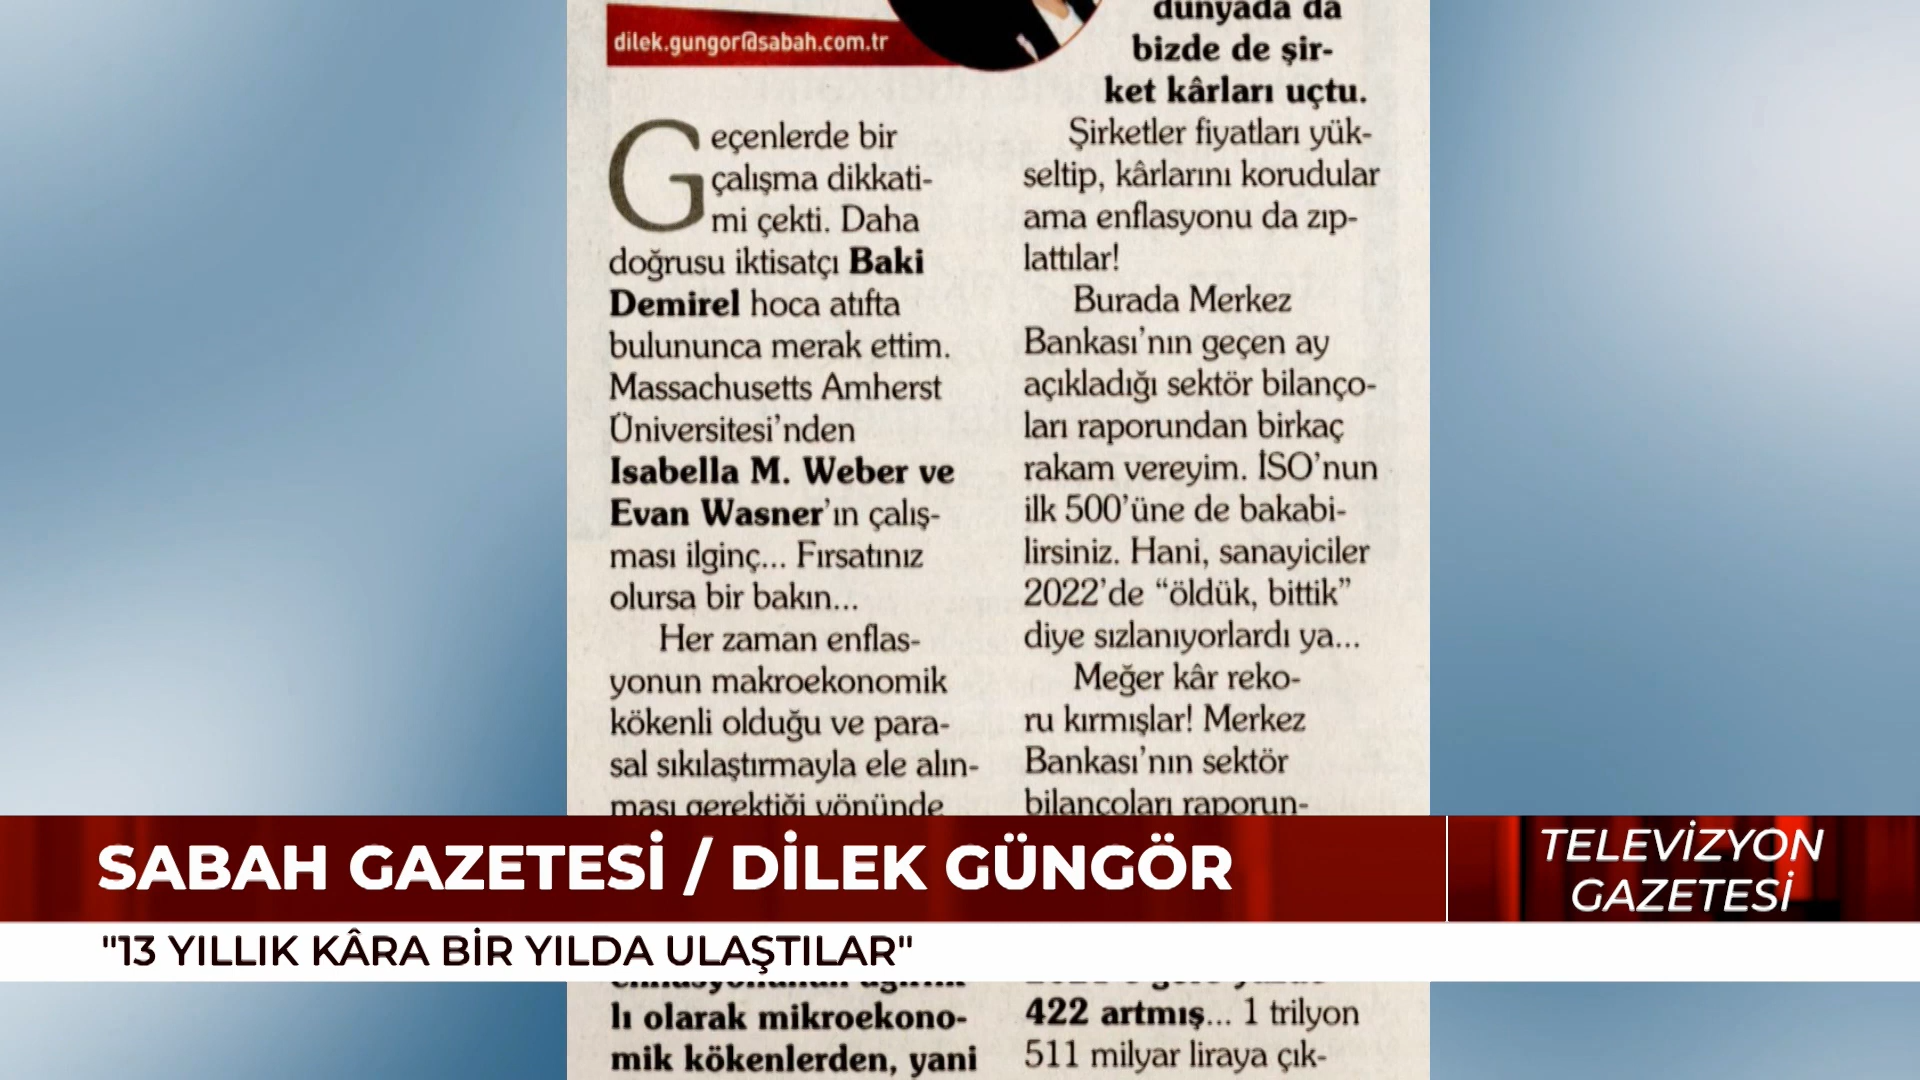 dilek.gungor@sabah.com.tr
Geçenlerde bir
çalışma dikkati-
mi çekti. Daha
doğrusu iktisatçı Baki
Demirel hoca atıfta
bulununca merak ettim.
Massachusetts Amherst
Üniversitesi'nden
Isabella M. Weber ve
Evan Wasner'ın çalış-
ması ilginç... Fırsatınız
olursa bir bakın...
Her zaman enflas-
yonun makroekonomik
kökenli olduğu ve para-
sal sıkılaştırmayla ele alın-
ması gerektiği yönünde
lı olarak mikroekono-
mik kökenlerden, yani
dünyada da
bizde de şir-
ket kârları uçtu.
Şirketler fiyatları yük-
seltip, kârlarını korudular
ama enflasyonu da zıp-
lattılar!
Burada Merkez
Bankası'nın geçen ay
açıkladığı sektör bilanço-
ları raporundan birkaç
rakam vereyim. İSO'nun
ilk 500'üne de bakabi-
lirsiniz. Hani, sanayiciler
2022'de “öldük, bittik”
diye sızlanıyorlardı ya...
Meğer kâr reko-
ru kırmışlar! Merkez
Bankası'nın sektör
bilançoları raporun-
422 artmış... 1 trilyon
511 milyar liraya çık-
SABAH GAZETESİ / DİLEK GÜNGÖR
"13 YILLIK KÂRA BİR YILDA ULAŞTILAR"
TELEVİZYON
GAZETESİ